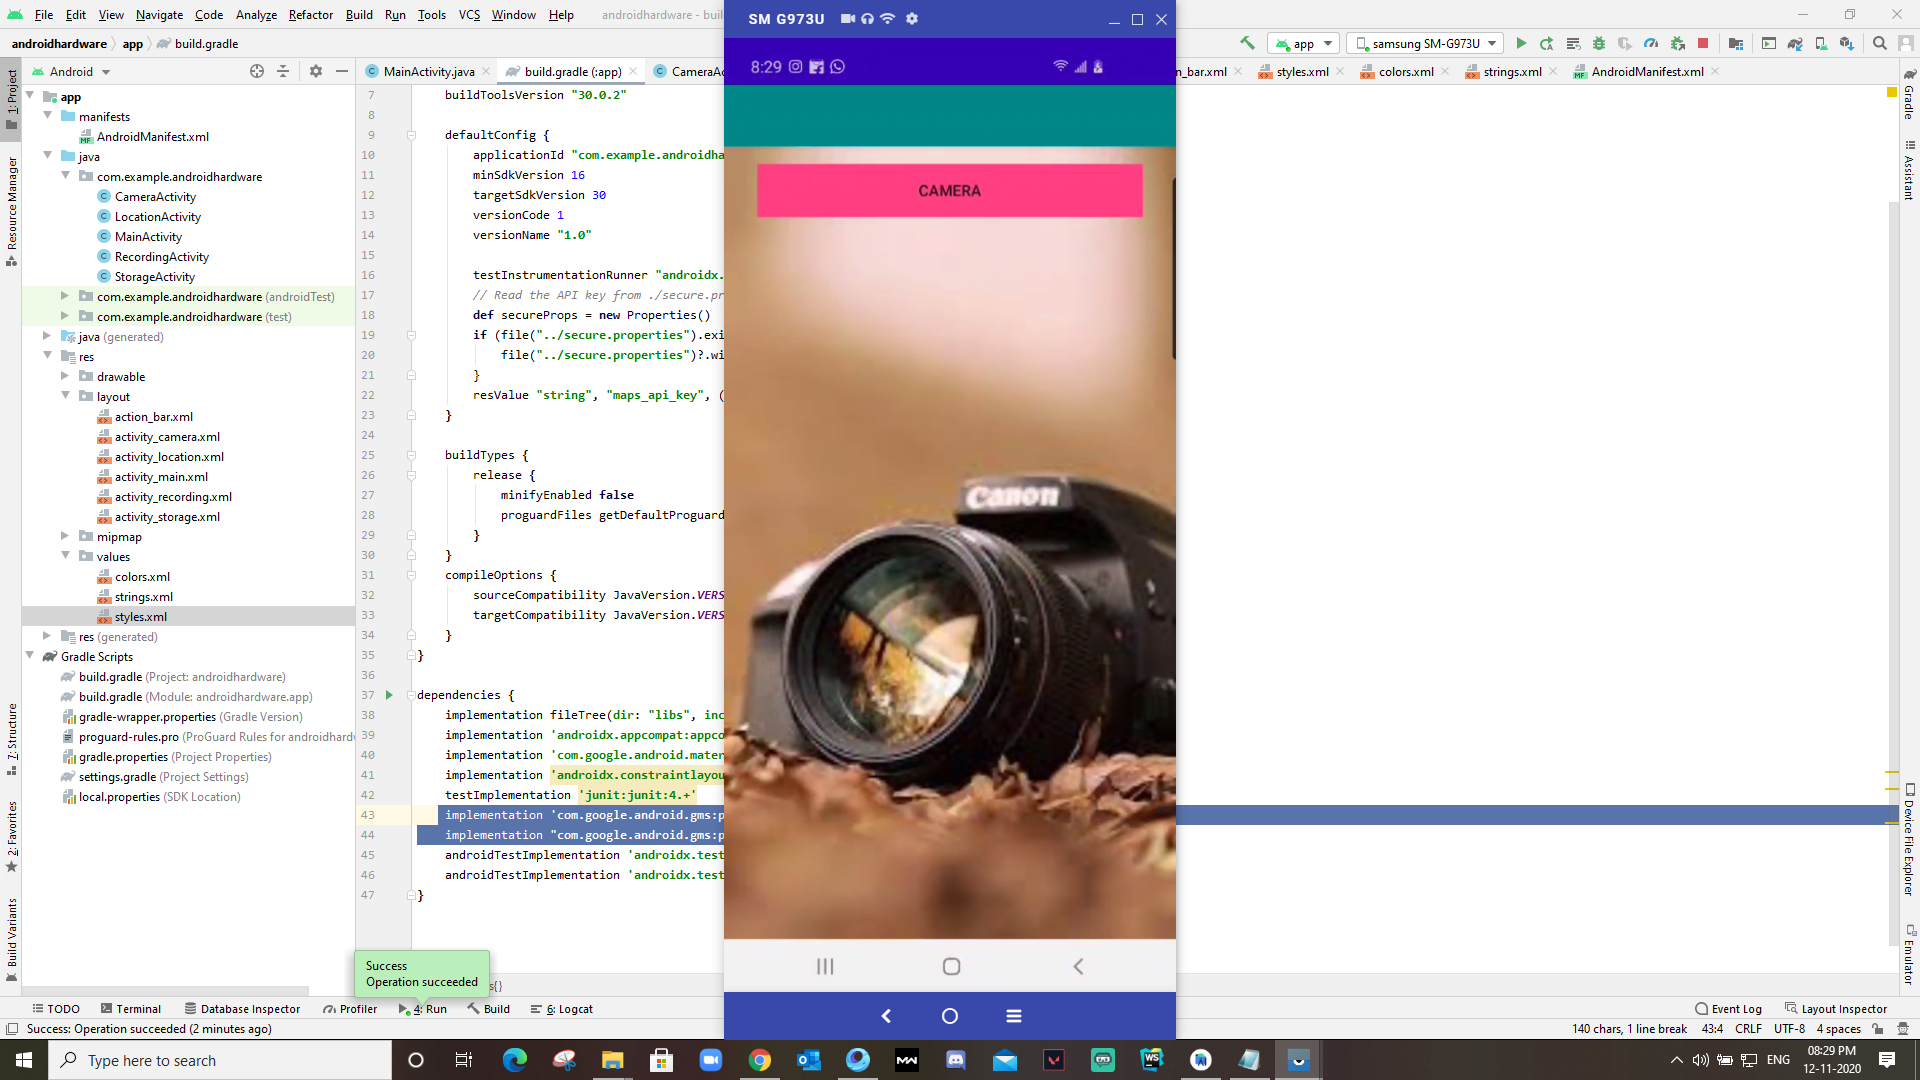 File Edit View Navigate Code Analyze Refactor Build Run Tools VCS Window Help androidhardware - buil
androidhardware app build.gradle
app samsung SM-G973U
SM G973U
8:29
Android
MainActivity.java build.gradle (:app) CameraAc n_bar.xml styles.xml colors.xml strings.xml AndroidManifest.xml
1: Project
Resource Manager
7: Structure
2: Favorites
Build Variants
app
manifests
AndroidManifest.xml
java
com.example.androidhardware
CameraActivity
LocationActivity
MainActivity
RecordingActivity
StorageActivity
com.example.androidhardware (androidTest)
com.example.androidhardware (test)
java (generated)
res
drawable
layout
action_bar.xml
activity_camera.xml
activity_location.xml
activity_main.xml
activity_recording.xml
activity_storage.xml
mipmap
values
colors.xml
strings.xml
styles.xml
res (generated)
Gradle Scripts
build.gradle (Project: androidhardware)
build.gradle (Module: androidhardware.app)
gradle-wrapper.properties (Gradle Version)
proguard-rules.pro (ProGuard Rules for androidhardw
gradle.properties (Project Properties)
settings.gradle (Project Settings)
local.properties (SDK Location)
7 buildToolsVersion "30.0.2"
8
9 defaultConfig {
10 applicationId "com.example.androidha
11 minSdkVersion 16
12 targetSdkVersion 30
13 versionCode 1
14 versionName "1.0"
15
16 testInstrumentationRunner "androidx.
17 // Read the API key from ./secure.pr
18 def secureProps = new Properties()
19 if (file("../secure.properties").exi
20 file("../secure.properties")?.wi
21 }
22 resValue "string", "maps_api_key", (
23 }
24
25 buildTypes {
26 release {
27 minifyEnabled false
28 proguardFiles getDefaultProguard
29 }
30 }
31 compileOptions {
32 sourceCompatibility JavaVersion.VERS
33 targetCompatibility JavaVersion.VERS
34 }
35 }
36
37 dependencies {
38 implementation fileTree(dir: "libs", inc
39 implementation 'androidx.appcompat:appco
40 implementation 'com.google.android.mater
41 implementation 'androidx.constraintlayou
42 testImplementation 'junit:junit:4.+'
43 implementation 'com.google.android.gms:p
44 implementation "com.google.android.gms:p
45 androidTestImplementation 'androidx.test
46 androidTestImplementation 'androidx.test
47 }
s{}
CAMERA
Canon
Gradle
Assistant
Device File Explorer
Emulator
Success
Operation succeeded
TODO Terminal Database Inspector Profiler 4: Run Build 6: Logcat Event Log Layout Inspector
Success: Operation succeeded (2 minutes ago) 140 chars, 1 line break 43:4 CRLF UTF-8 4 spaces
Type here to search
ENG
08:29 PM
12-11-2020